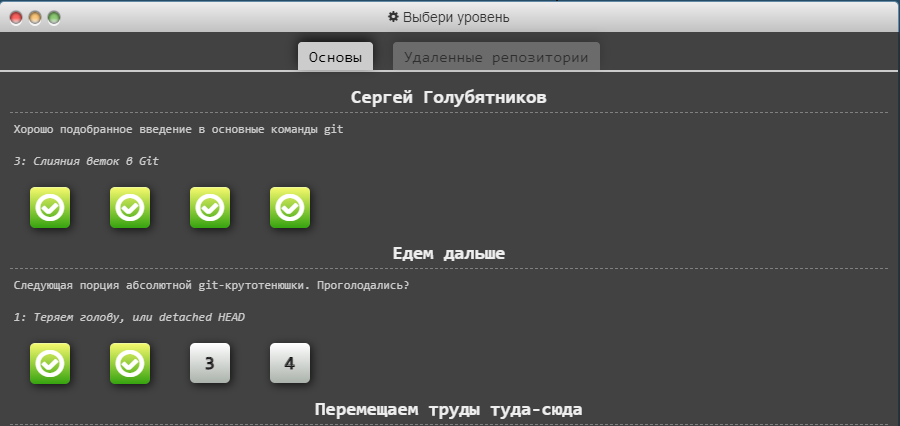 Выбери уровень
Основы Удаленные репозитории
Сергей Голубятников
Хорошо подобранное введение в основные команды git
3: Слияния веток в Git
Едем дальше
Следующая порция абсолютной git-крутотенюшки. Проголодались?
1: Теряем голову, или detached HEAD
3 4
Перемещаем труды туда-сюда